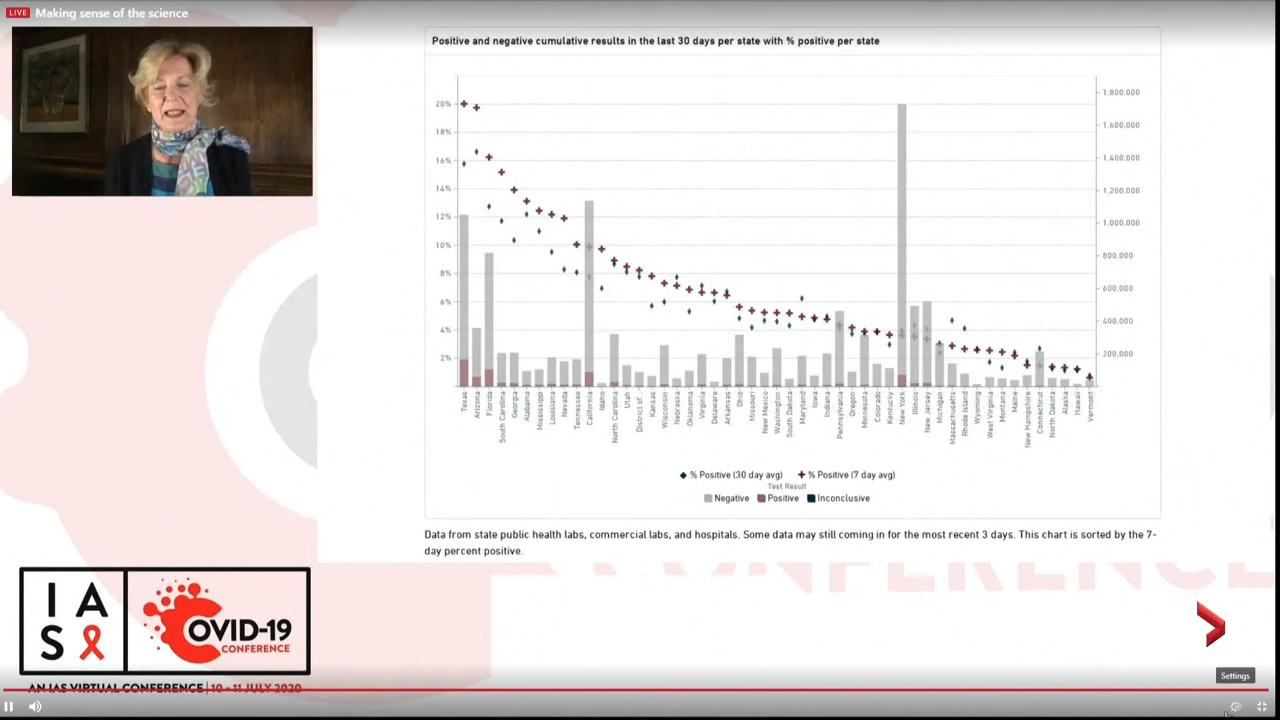 LIVE Making sense of the science
Positive and negative cumulative results in the last 30 days per state with % positive per state
20%
18%
16%
14%
12%
10%
8%
6%
4%
2%
1,800,000
1,600,000
1,400,000
1,200,000
1,000,000
800,000
600,000
400,000
200,000
Texas
Arizona
Florida
South Carolina
Georgia
Alabama
Mississippi
Louisiana
Nevada
Tennessee
California
Idaho
North Carolina
Utah
District of...
Kansas
Wisconsin
Nebraska
Oklahoma
Virginia
Delaware
Arkansas
Ohio
Missouri
New Mexico
Washington
South Dakota
Maryland
Iowa
Indiana
Pennsylvania
Oregon
Minnesota
Colorado
Kentucky
New York
Illinois
New Jersey
Michigan
Massachusetts
Rhode Island
Wyoming
West Virginia
Montana
Maine
New Hampshire
Connecticut
North Dakota
Alaska
Hawaii
Vermont
% Positive (30 day avg) % Positive (7 day avg)
Test Result
Negative Positive Inconclusive
Data from state public health labs, commercial labs, and hospitals. Some data may still coming in for the most recent 3 days. This chart is sorted by the 7-
day percent positive.
CONFERENCE
IAS
COVID-19
CONFERENCE
AN IAS VIRTUAL CONFERENCE | 10 - 11 JULY 2020
Settings